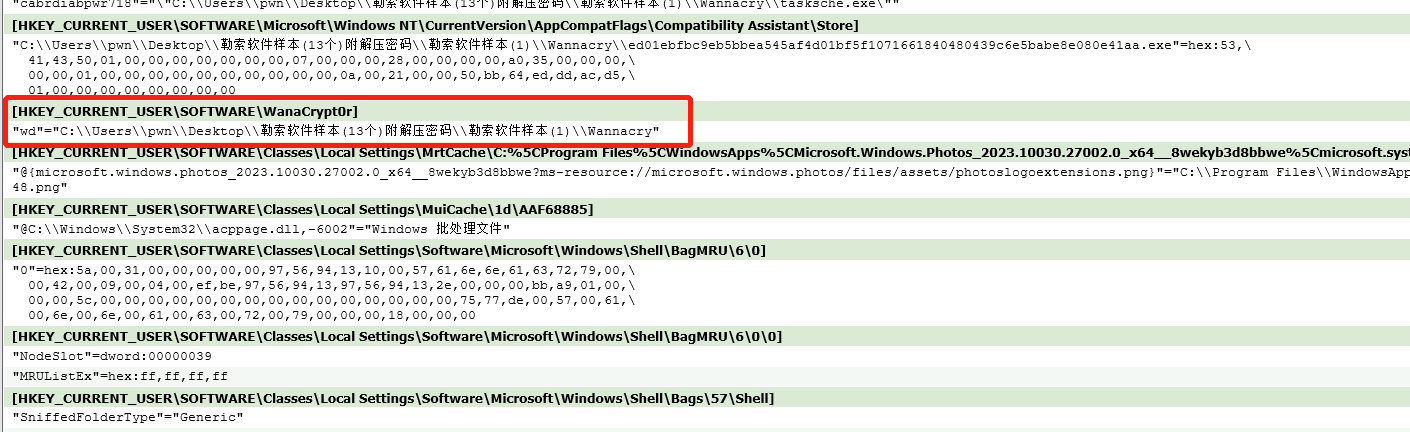 "cabrdiabpwr718"="\"C:\\Users\\pwn\\Desktop\\勒索软件样本(13个)附解压密码\\勒索软件样本(1)\\Wannacry\\tasksche.exe\""
[HKEY_CURRENT_USER\SOFTWARE\Microsoft\Windows NT\CurrentVersion\AppCompatFlags\Compatibility Assistant\Store]
"C:\\Users\\pwn\\Desktop\\勒索软件样本(13个)附解压密码\\勒索软件样本(1)\\Wannacry\\ed01ebfbc9eb5bbea545af4d01bf5f1071661840480439c6e5babe8e080e41aa.exe"=hex:53,\
41,43,50,01,00,00,00,00,00,00,00,07,00,00,00,28,00,00,00,00,a0,35,00,00,00,\
00,00,01,00,00,00,00,00,00,00,00,00,0a,00,21,00,00,50,bb,64,ed,dd,ac,d5,\
01,00,00,00,00,00,00,00,00
[HKEY_CURRENT_USER\SOFTWARE\WanaCrypt0r]
"wd"="C:\\Users\\pwn\\Desktop\\勒索软件样本(13个)附解压密码\\勒索软件样本(1)\\Wannacry"
[HKEY_CURRENT_USER\SOFTWARE\Classes\Local Settings\MrtCache\C:%5CProgram Files%5CWindowsApps%5CMicrosoft.Windows.Photos_2023.10030.27002.0_x64__8wekyb3d8bbwe%5Cmicrosoft.syst
"@{microsoft.windows.photos_2023.10030.27002.0_x64__8wekyb3d8bbwe?ms-resource://microsoft.windows.photos/files/assets/photoslogoextensions.png}"="C:\\Program Files\\WindowsApp
48.png"
[HKEY_CURRENT_USER\SOFTWARE\Classes\Local Settings\MuiCache\1d\AAF68885]
"@C:\\Windows\\System32\\acppage.dll,-6002"="Windows 批处理文件"
[HKEY_CURRENT_USER\SOFTWARE\Classes\Local Settings\Software\Microsoft\Windows\Shell\BagMRU\6\0]
"0"=hex:5a,00,31,00,00,00,00,00,97,56,94,13,10,00,57,61,6e,6e,61,63,72,79,00,\
00,42,00,09,00,04,00,ef,be,97,56,94,13,97,56,94,13,2e,00,00,00,bb,a9,01,00,\
00,00,5c,00,00,00,00,00,00,00,00,00,00,00,00,00,00,00,75,77,de,00,57,00,61,\
00,6e,00,6e,00,61,00,63,00,72,00,79,00,00,00,18,00,00,00
[HKEY_CURRENT_USER\SOFTWARE\Classes\Local Settings\Software\Microsoft\Windows\Shell\BagMRU\6\0\0]
"NodeSlot"=dword:00000039
"MRUListEx"=hex:ff,ff,ff,ff
[HKEY_CURRENT_USER\SOFTWARE\Classes\Local Settings\Software\Microsoft\Windows\Shell\Bags\57\Shell]
"SniffedFolderType"="Generic"